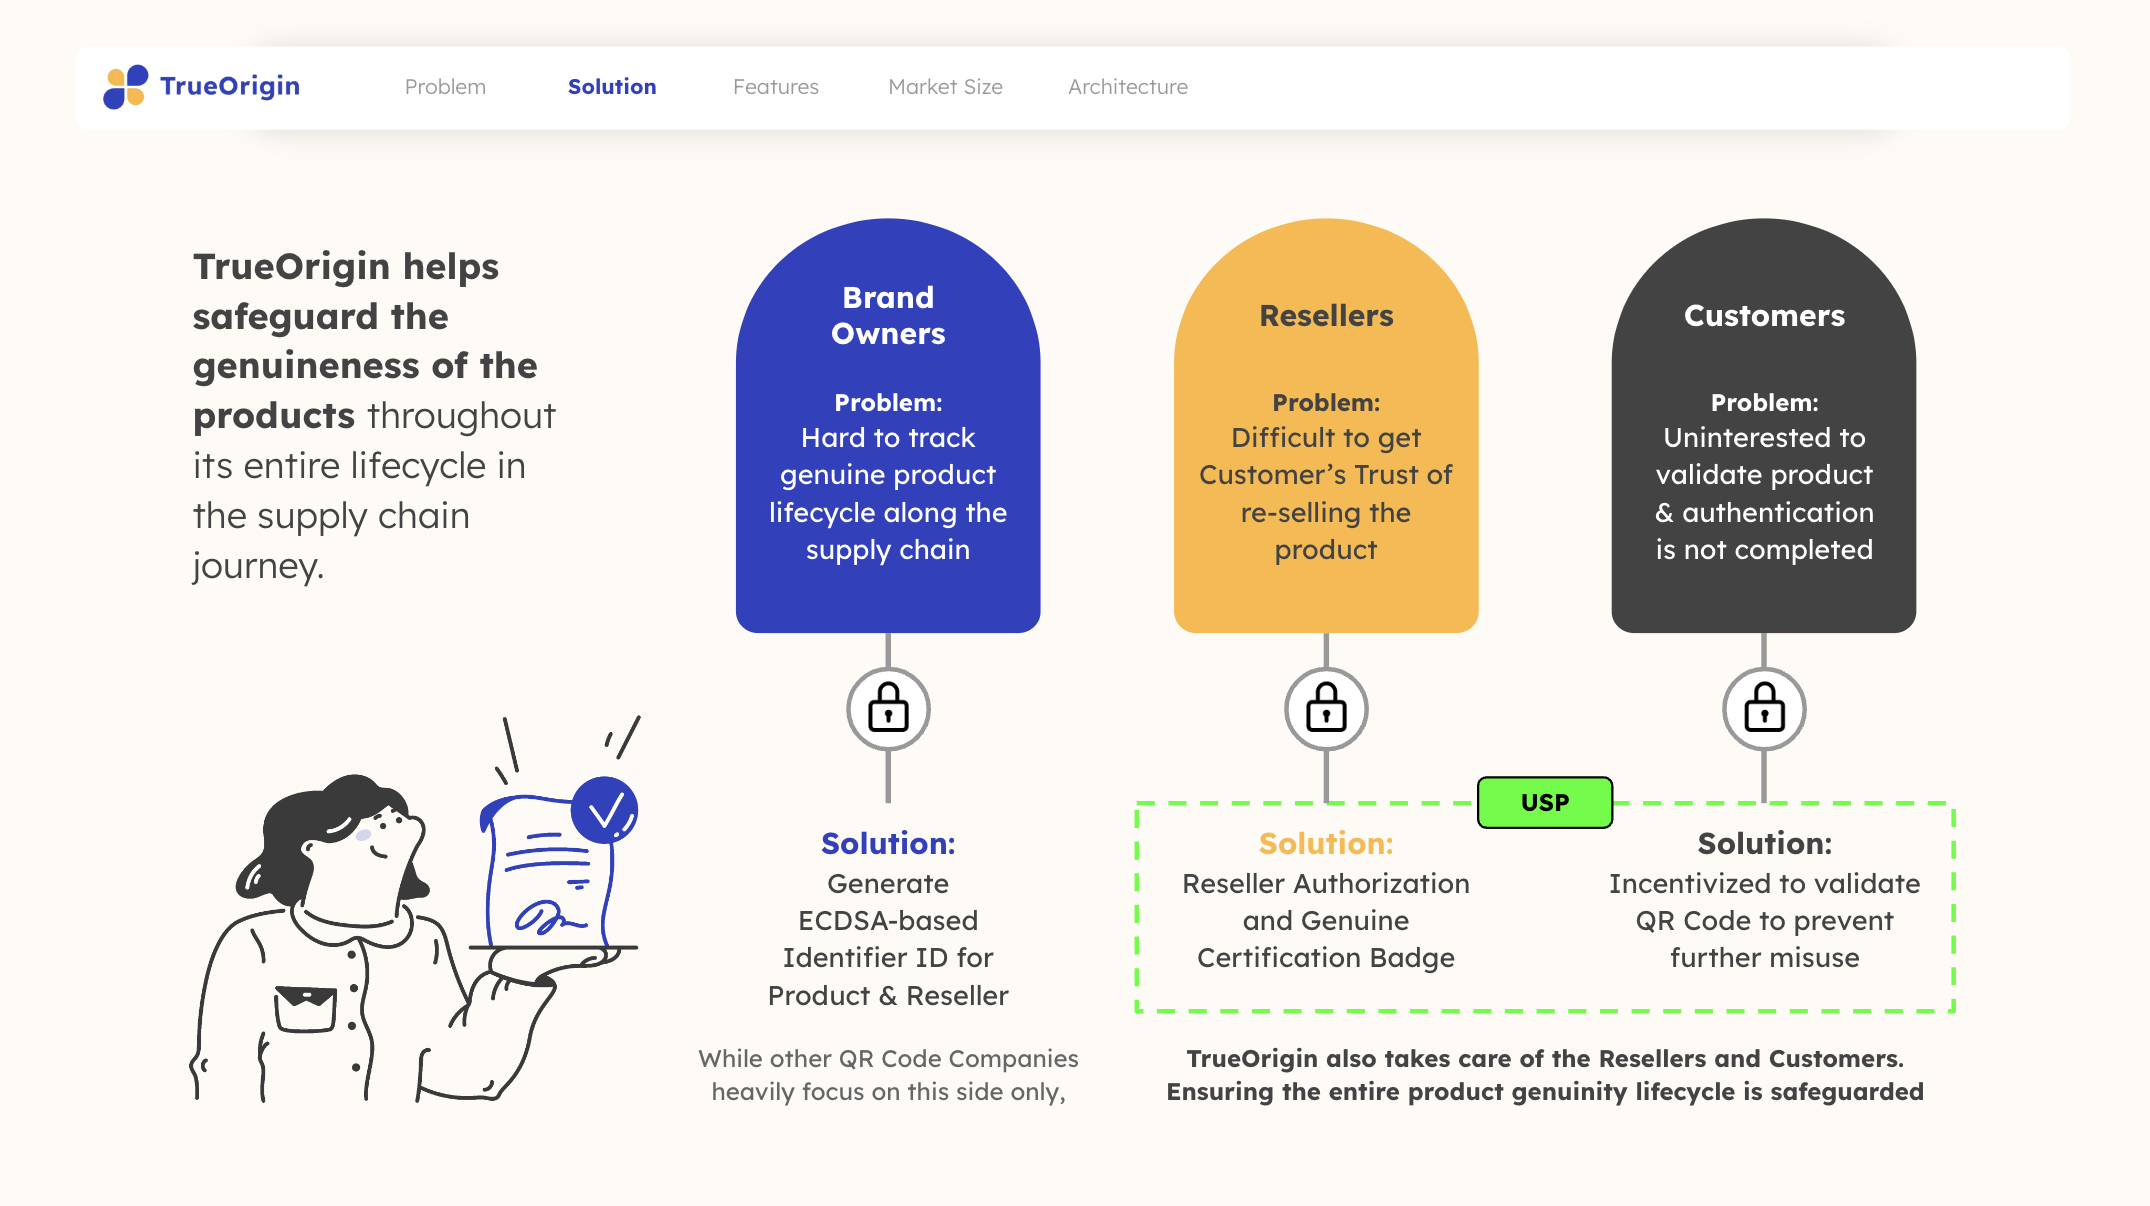 TrueOrigin
Problem
Solution
Features
Market Size
Architecture
TrueOrigin helps
safeguard the
genuineness of the
products throughout
its entire lifecycle in
the supply chain
journey.
Brand
Owners
Problem:
Hard to track
genuine product
lifecycle along the
supply chain
Solution:
Generate
ECDSA-based
Identifier ID for
Product & Reseller
While other QR Code Companies
heavily focus on this side only,
Resellers
Problem:
Difficult to get
Customer’s Trust of
re-selling the
product
Solution:
Reseller Authorization
and Genuine
Certification Badge
USP
Customers
Problem:
Uninterested to
validate product
& authentication
is not completed
Solution:
Incentivized to validate
QR Code to prevent
further misuse
TrueOrigin also takes care of the Resellers and Customers.
Ensuring the entire product genuinity lifecycle is safeguarded